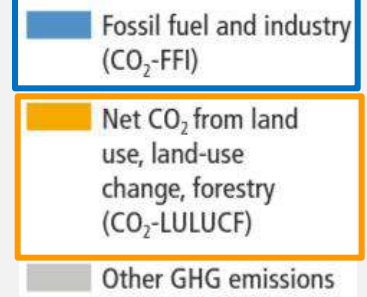 Fossil fuel and industry
(CO₂-FFI)
Net CO₂ from land
use, land-use
change, forestry
(CO₂-LULUCF)
Other GHG emissions